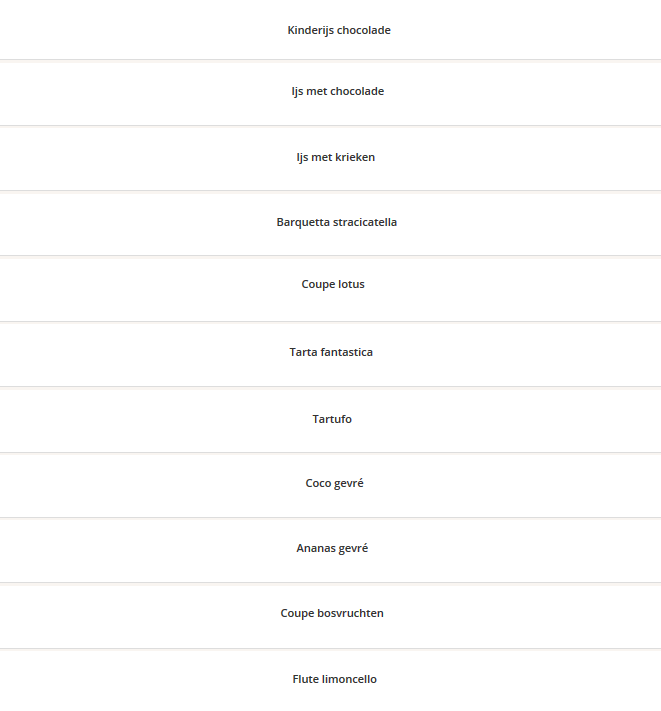 Kinderijs chocolade
Ijs met chocolade
Ijs met krieken
Barquetta stracicatella
Coupe lotus
Tarta fantastica
Tartufo
Coco gevré
Ananas gevré
Coupe bosvruchten
Flute limoncello